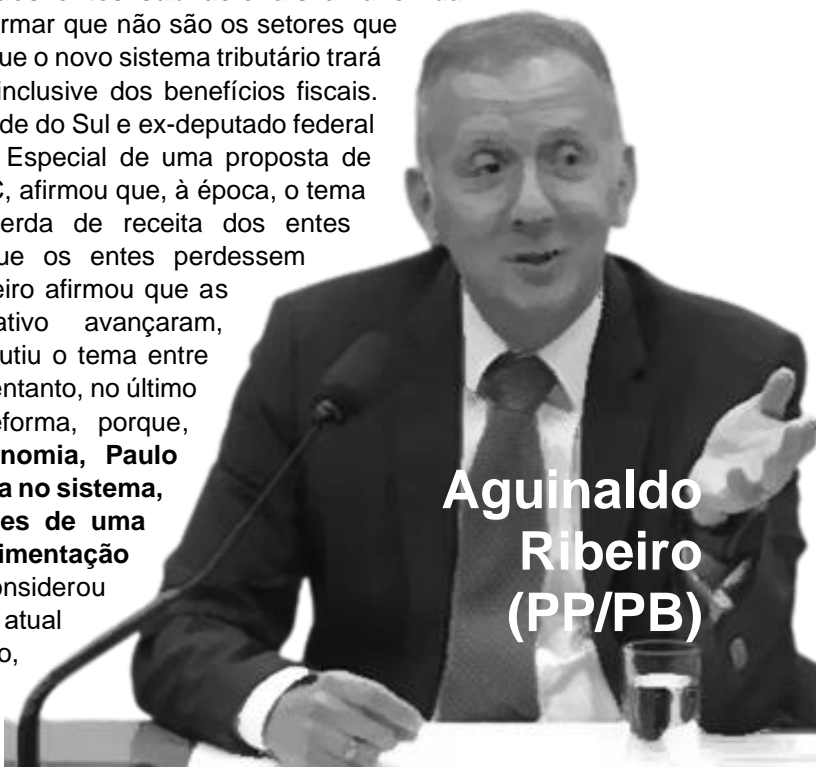 rmar que não são os setores que
ue o novo sistema tributário trará
inclusive dos benefícios fiscais.
de do Sul e ex-deputado federal
Especial de uma proposta de
C, afirmou que, à época, o tema
erda de receita dos entes
ue os entes perdessem
eiro afirmou que as
ativo avançaram,
utiu o tema entre
entanto, no último
eforma, porque,
nomia, Paulo
a no sistema,
es de uma
imentação
onsiderou
atual
o,
Aguinaldo
Ribeiro
(PP/PB)